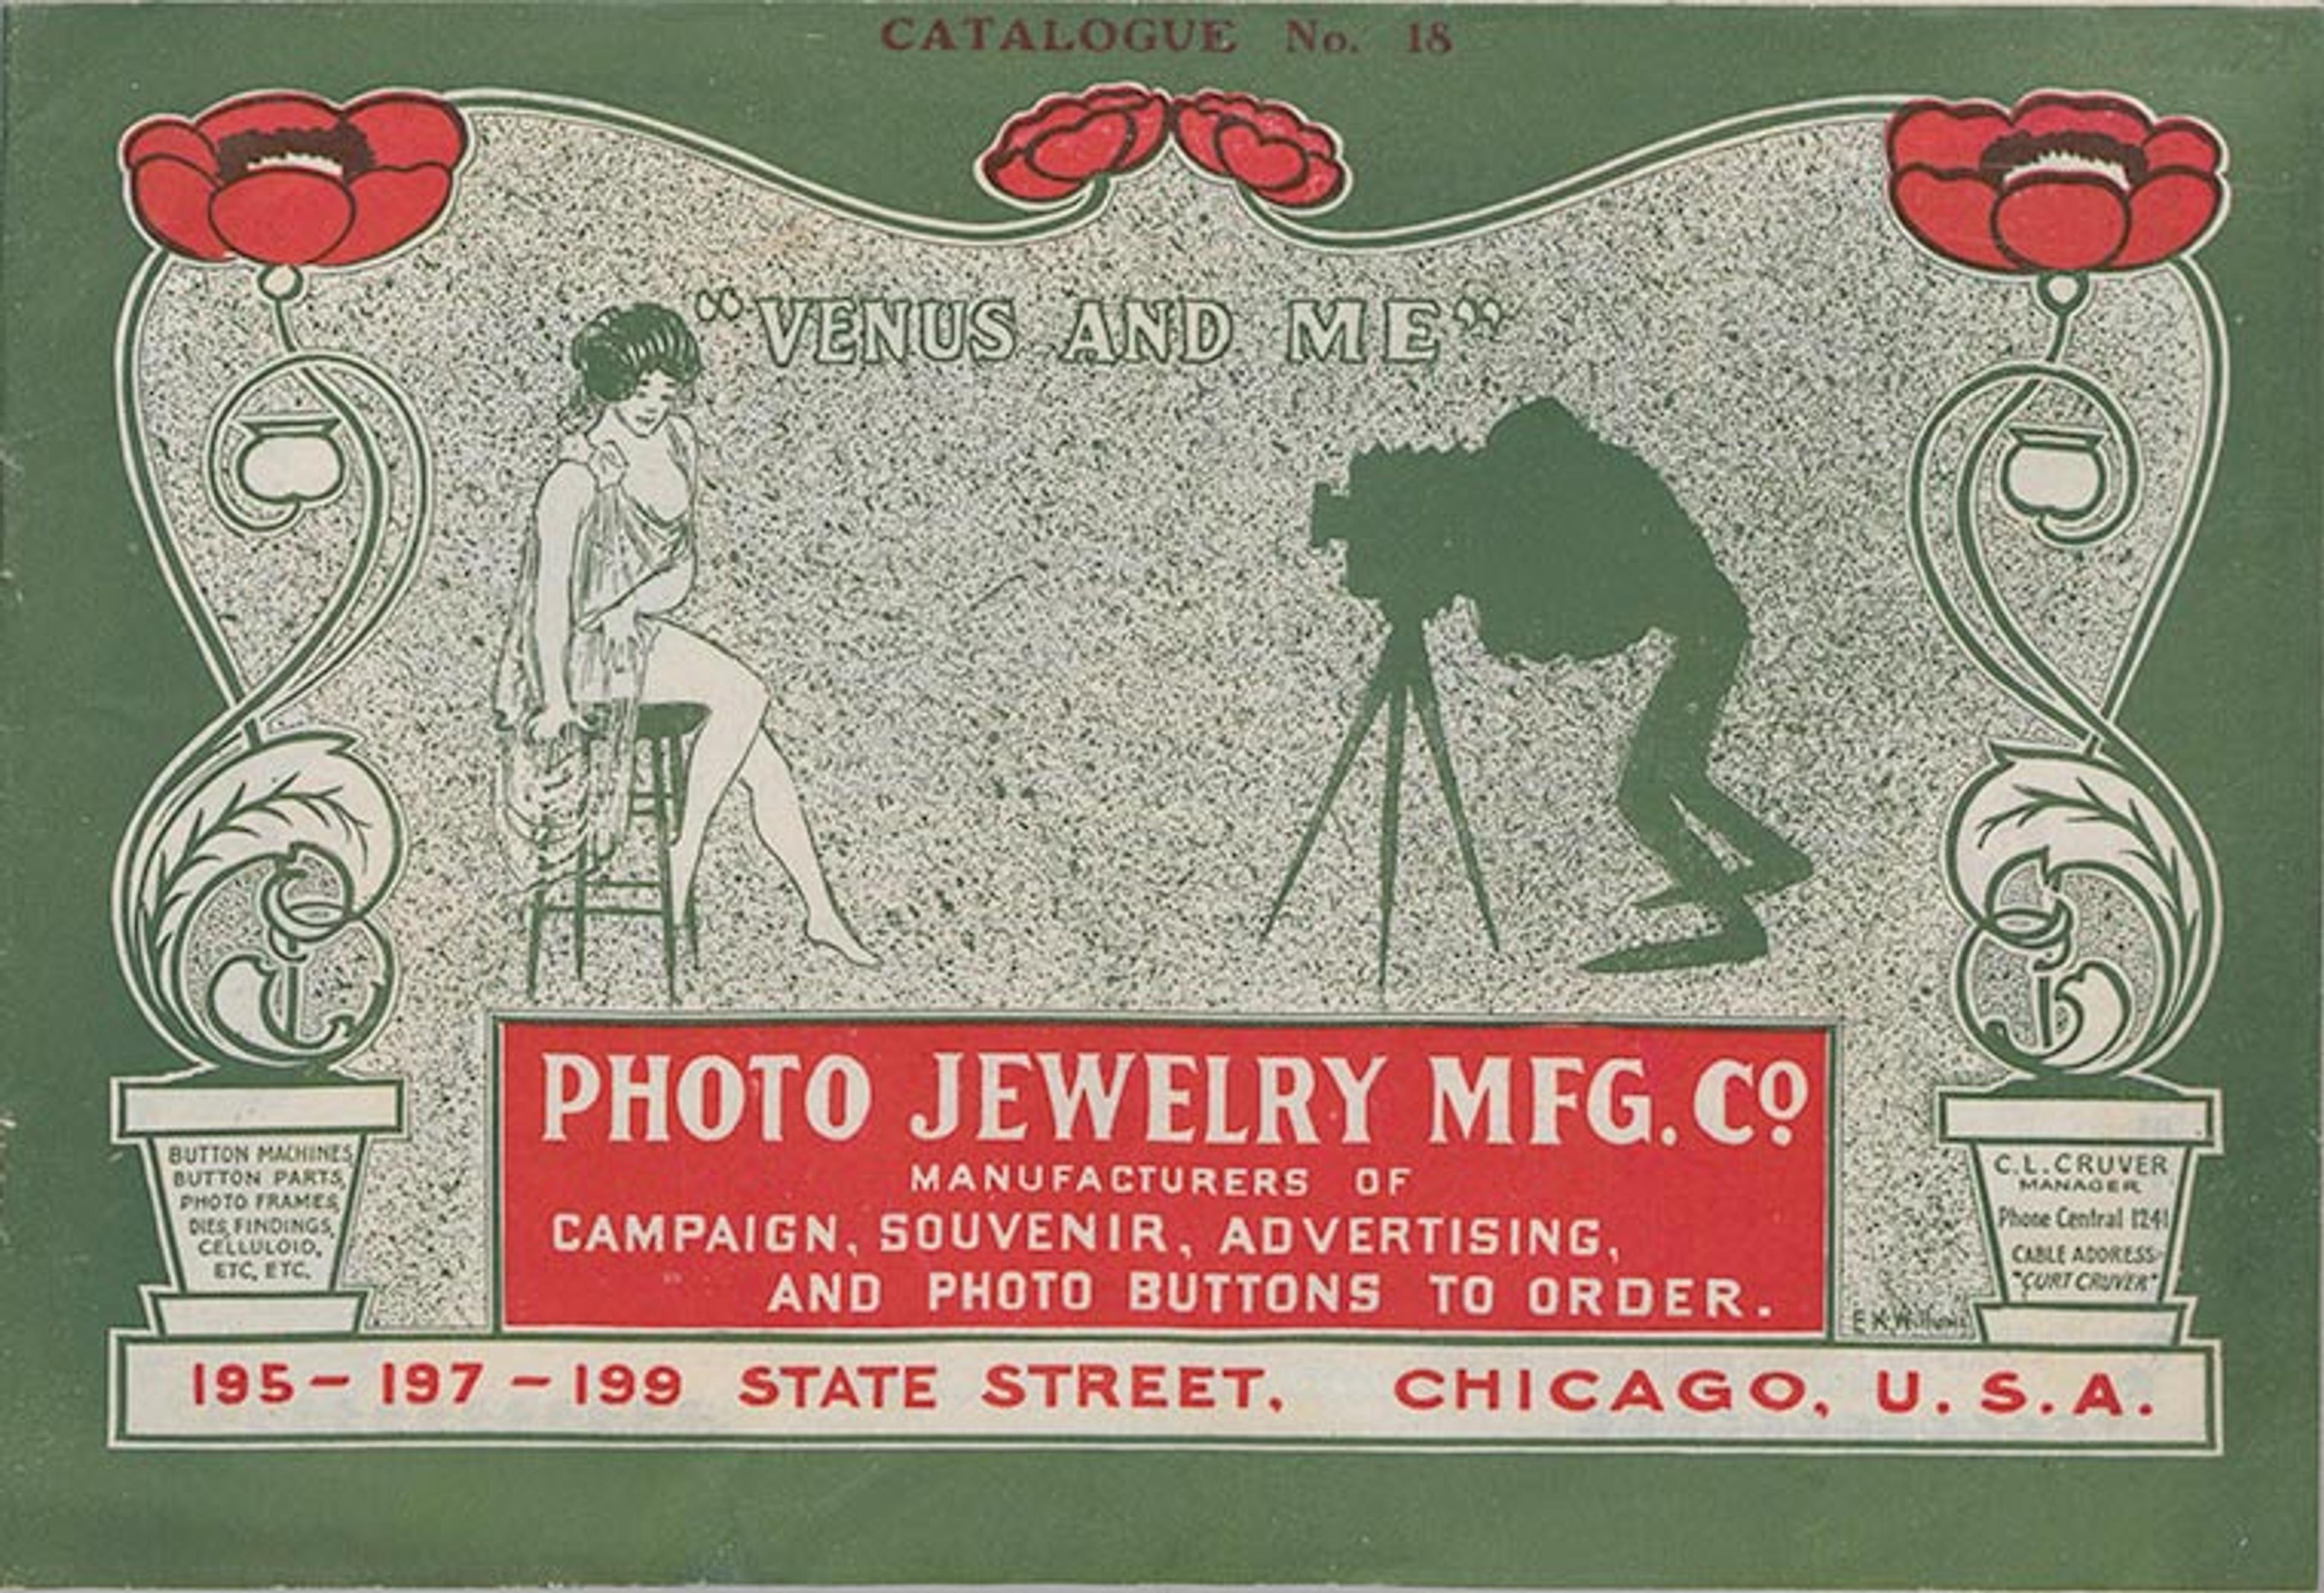 CATALOGUE No. 18
"VENUS AND ME"
PHOTO JEWELRY MFG. Co.
MANUFACTURERS OF
CAMPAIGN, SOUVENIR, ADVERTISING,
AND PHOTO BUTTONS TO ORDER.
BUTTON MACHINES,
BUTTON PARTS,
PHOTO FRAMES,
DIES, FINDINGS,
CELLULOID,
ETC, ETC.
C. L. CRUVER
MANAGER
Phone Central 1241
CABLE ADDRESS-
"CURT CRUVER"
195 - 197 - 199 STATE STREET, CHICAGO, U. S. A.